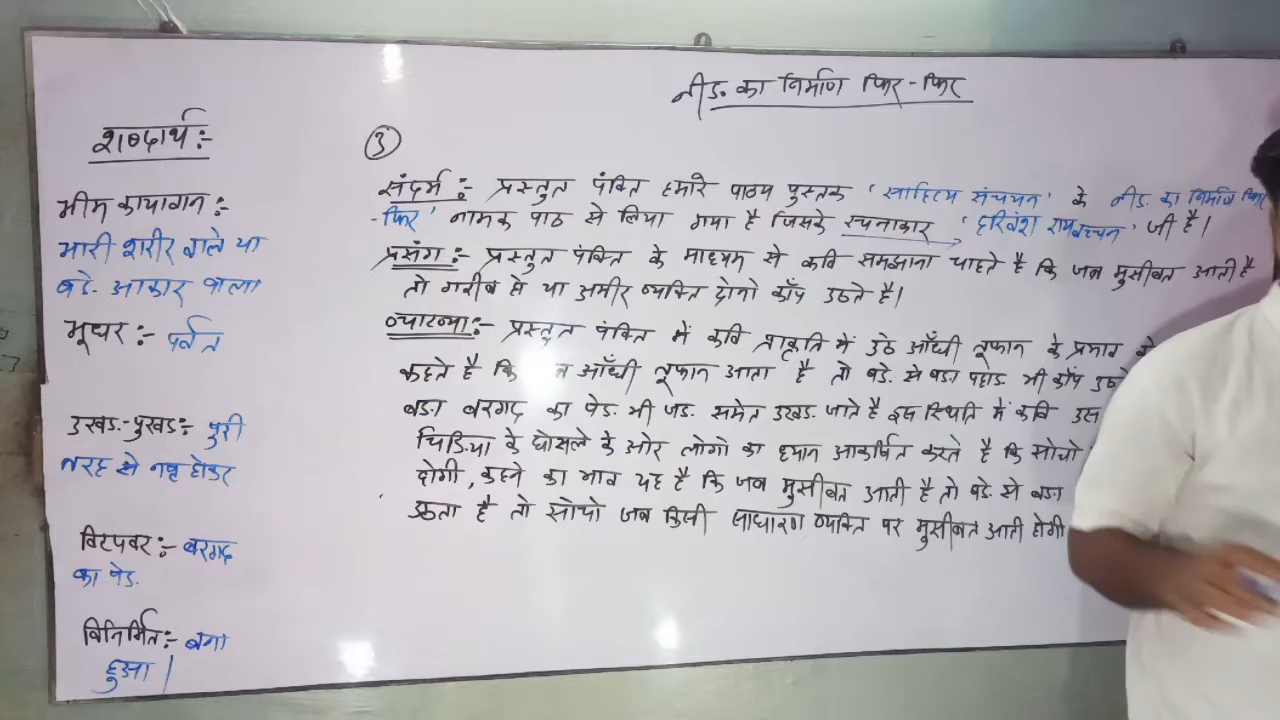 नीड़ का निर्माण फिर-फिर
शब्दार्थ :-
भीम कायावान :-
भारी शरीर वाले या
बडे. आकार वाला
भूधर :- पर्वत
उखड.-पुखड. :- पुरी
तरह से नष्ट होकर
विटपवर :- बरगद
का पेड.
विनिर्मित :- बना
हुआ |
3
संदर्भ :- प्रस्तुत पंक्ति हमारे पाठय पुस्तक 'साहित्य संचयन' के नीड. का निर्माण फिर
-फिर' नामक पाठ से लिया गया है जिसके रचनाकार 'हरिवंश राय बच्चन' जी है।
प्रसंग :- प्रस्तुत पंक्ति के माध्यम से कवि समझाना चाहते है कि जब मुसीबत आती है
तो गरीब हो या अमीर व्यक्ति दोनो काँप उठते है।
व्याख्या :- प्रस्तुत पंक्ति में कवि प्राकृति में उठे आँधी तूफान के प्रभाव
कहते है कि आँधी तूफान आता है तो बडे. से बडा पहाड. भी काँप उठते
बडा बरगद का पेड. भी जड. समेत उखड. जाते है इस स्थिति में कवि उस
चिडि.या के घोसले के ओर लोगो का ध्यान आकर्षित करते है कि सोचो
होगी, कहने का भाव यह है कि जब मुसीबत आती है तो बडे. से बडा
उठता है तो सोचो जब किसी साधारण व्यक्ति पर मुसीबत आती होगी